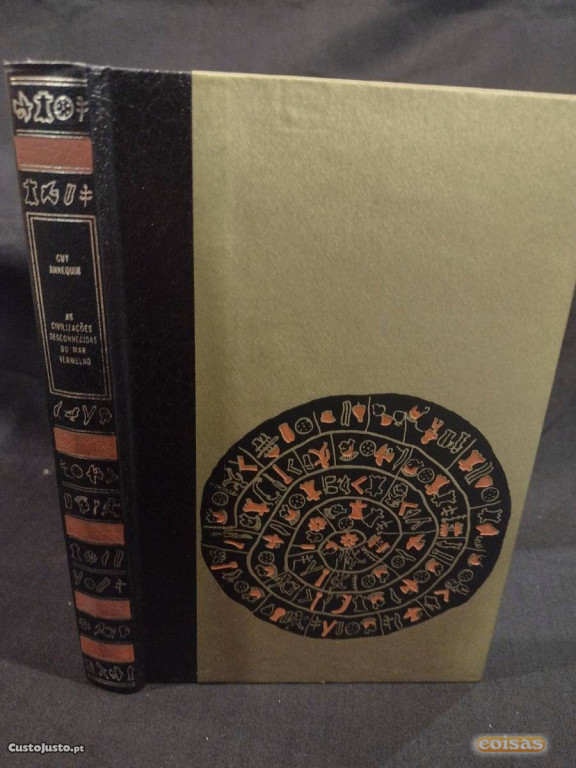 GUY
ANNEQUIN
AS
CIVILIZAÇÕES
DESCONHECIDAS
DO MAR
VERMELHO
CustoJusto.pt
coisas